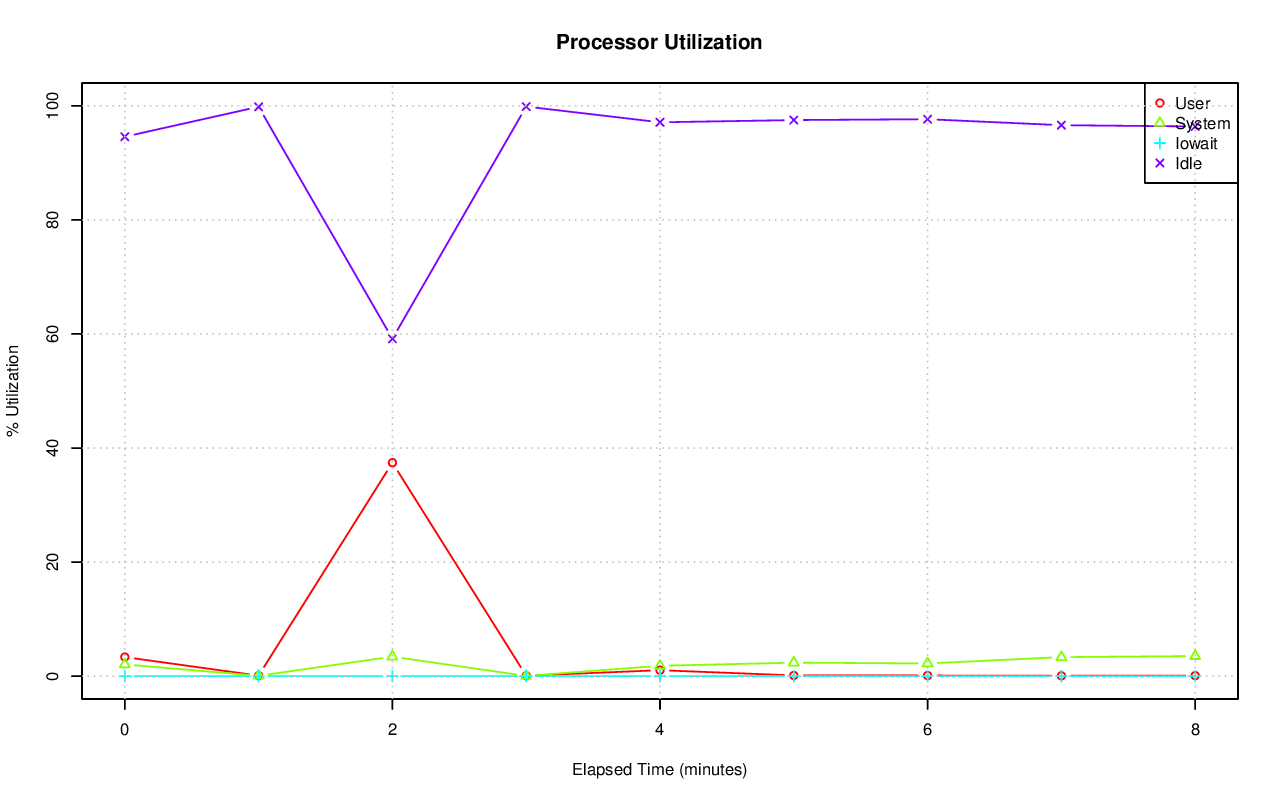 Processor Utilization
% Utilization
100
80
60
40
20
0
User
System
Iowait
Idle
0 2 4 6 8
Elapsed Time (minutes)